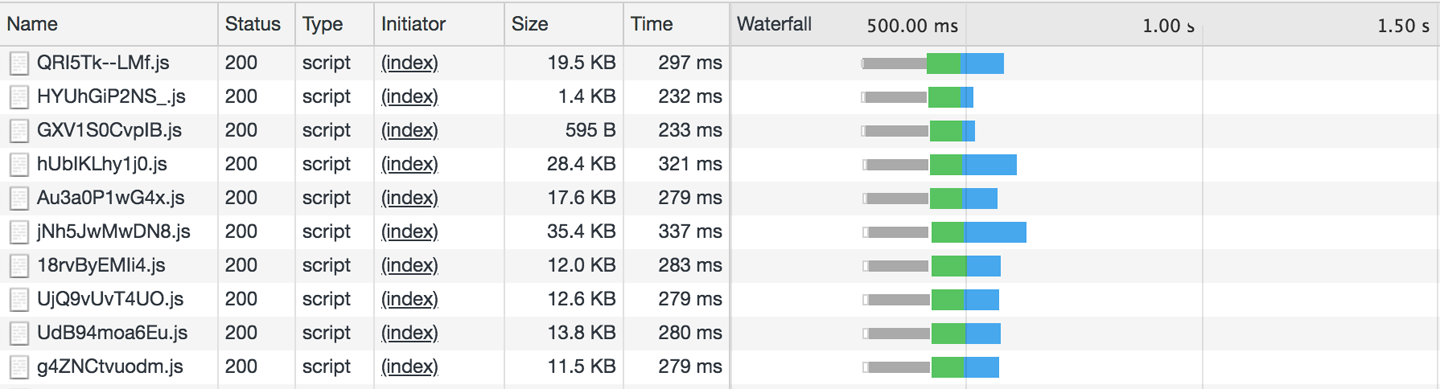 Name Status Type Initiator Size Time Waterfall 500.00 ms 1.00 s 1.50 s
QRI5Tk--LMf.js 200 script (index) 19.5 KB 297 ms
HYUhGiP2NS_.js 200 script (index) 1.4 KB 232 ms
GXV1S0CvpIB.js 200 script (index) 595 B 233 ms
hUbIKLhy1j0.js 200 script (index) 28.4 KB 321 ms
Au3a0P1wG4x.js 200 script (index) 17.6 KB 279 ms
jNh5JwMwDN8.js 200 script (index) 35.4 KB 337 ms
18rvByEMIi4.js 200 script (index) 12.0 KB 283 ms
UjQ9vUvT4UO.js 200 script (index) 12.6 KB 279 ms
UdB94moa6Eu.js 200 script (index) 13.8 KB 280 ms
g4ZNCtvuodm.js 200 script (index) 11.5 KB 279 ms